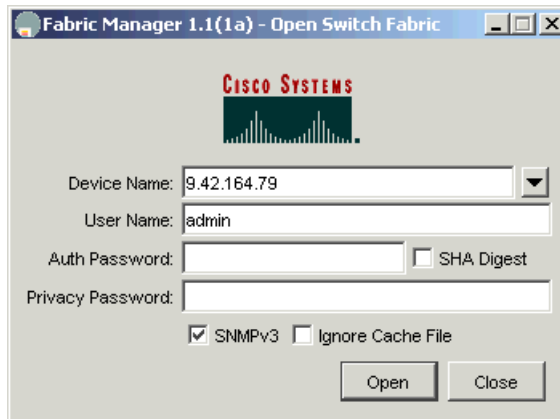 Fabric Manager 1.1(1a) - Open Switch Fabric
CISCO SYSTEMS
Device Name: 9.42.164.79
User Name: admin
Auth Password: SHA Digest
Privacy Password:
SNMPv3 Ignore Cache File
Open Close